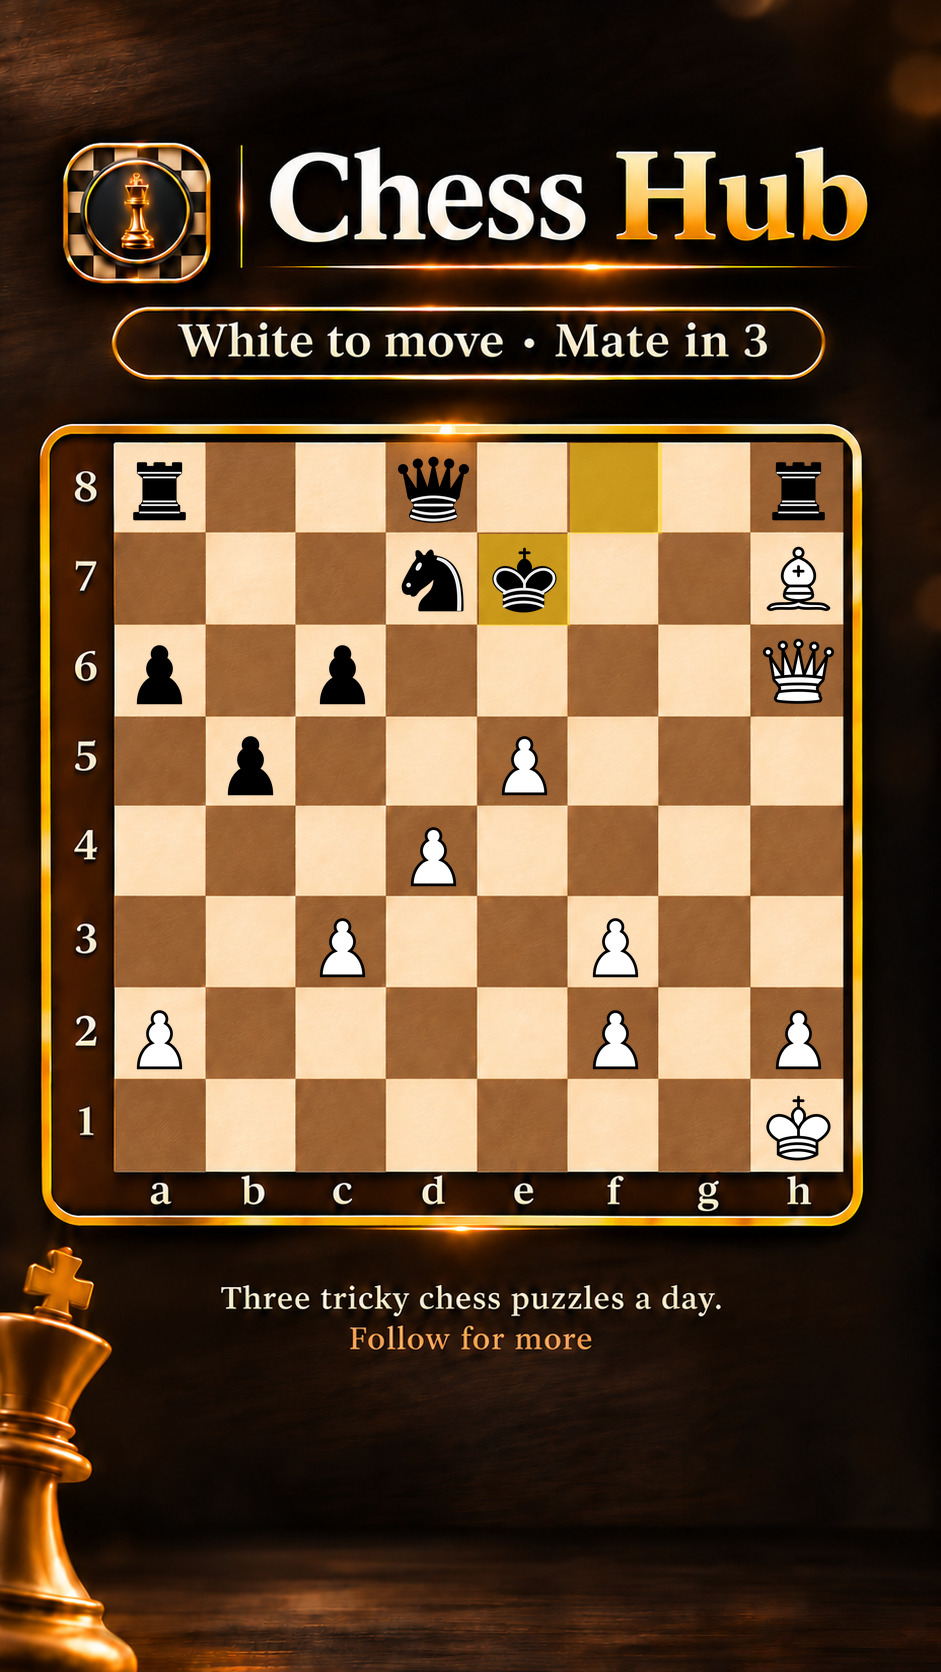 Chess Hub
White to move • Mate in 3
8
7
6
5
4
3
2
1
a b c d e f g h
Three tricky chess puzzles a day.
Follow for more